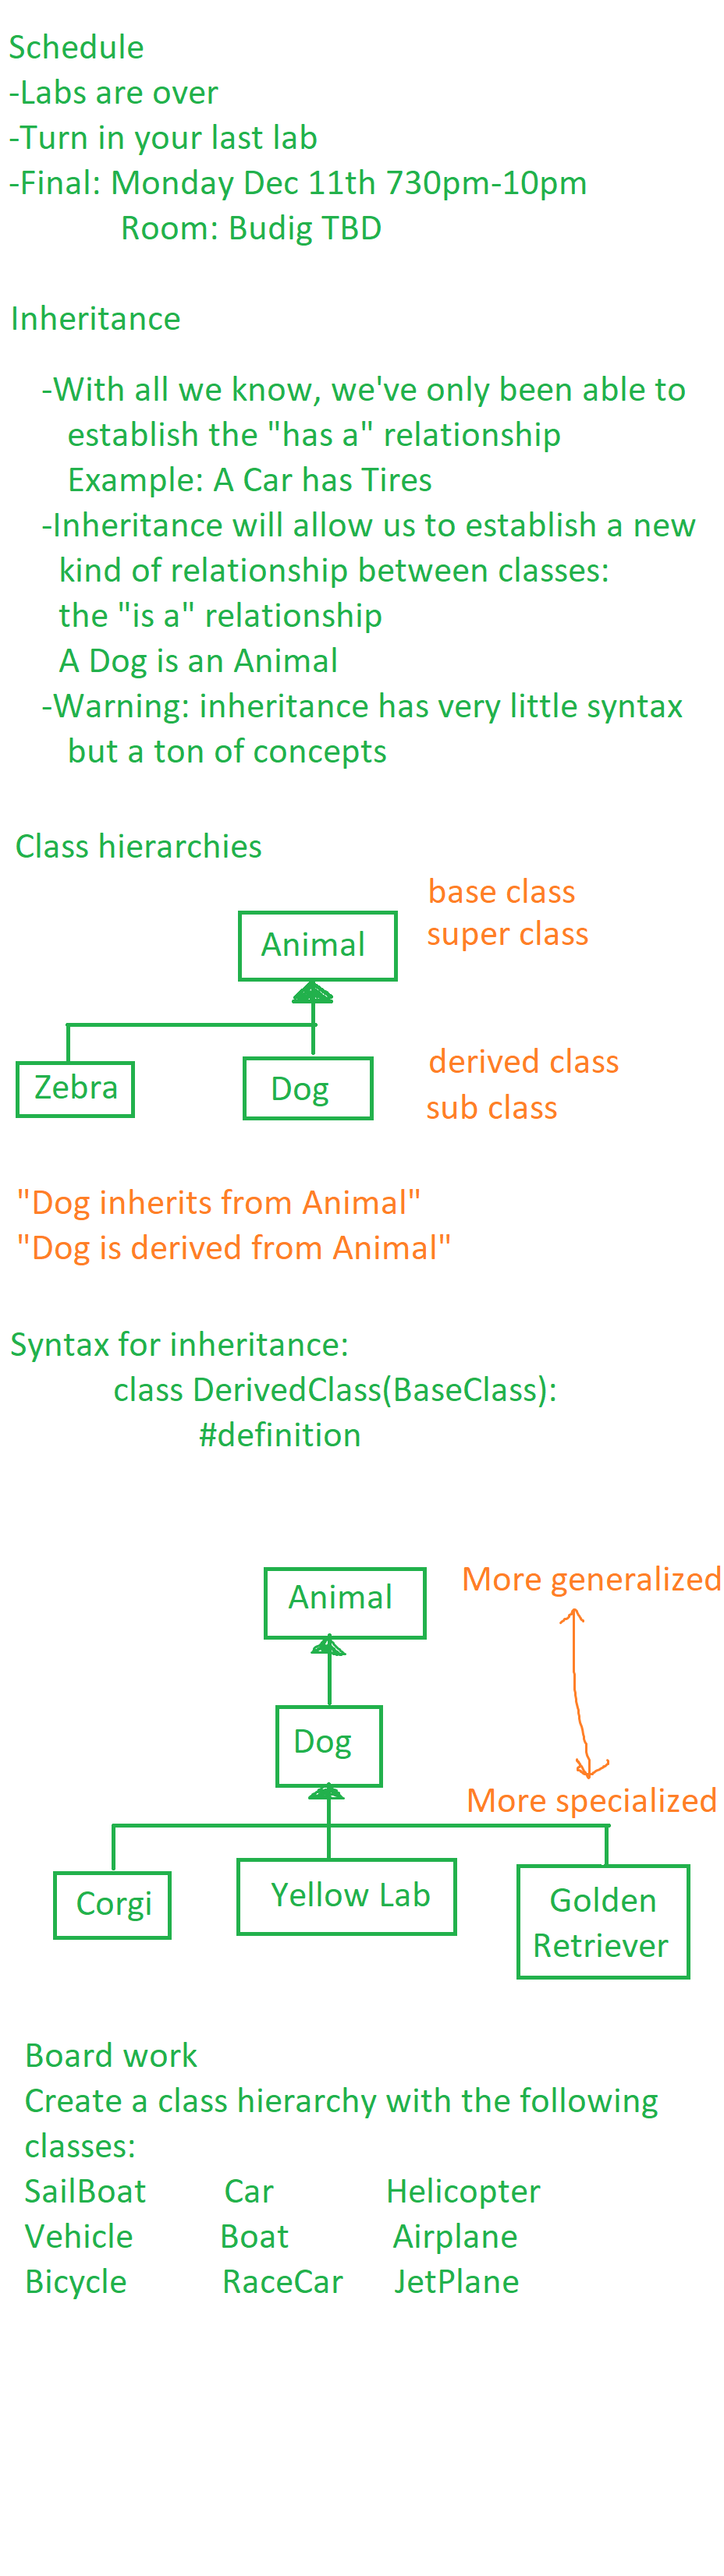 Schedule
-Labs are over
-Turn in your last lab
-Final: Monday Dec 11th 730pm-10pm
Room: Budig TBD
Inheritance
-With all we know, we've only been able to
establish the "has a" relationship
Example: A Car has Tires
-Inheritance will allow us to establish a new
kind of relationship between classes:
the "is a" relationship
A Dog is an Animal
-Warning: inheritance has very little syntax
but a ton of concepts
Class hierarchies
base class
super class
Animal
Zebra
Dog
derived class
sub class
"Dog inherits from Animal"
"Dog is derived from Animal"
Syntax for inheritance:
class DerivedClass(BaseClass):
#definition
Animal
More generalized
Dog
More specialized
Corgi
Yellow Lab
Golden
Retriever
Board work
Create a class hierarchy with the following
classes:
SailBoat Car Helicopter
Vehicle Boat Airplane
Bicycle RaceCar JetPlane